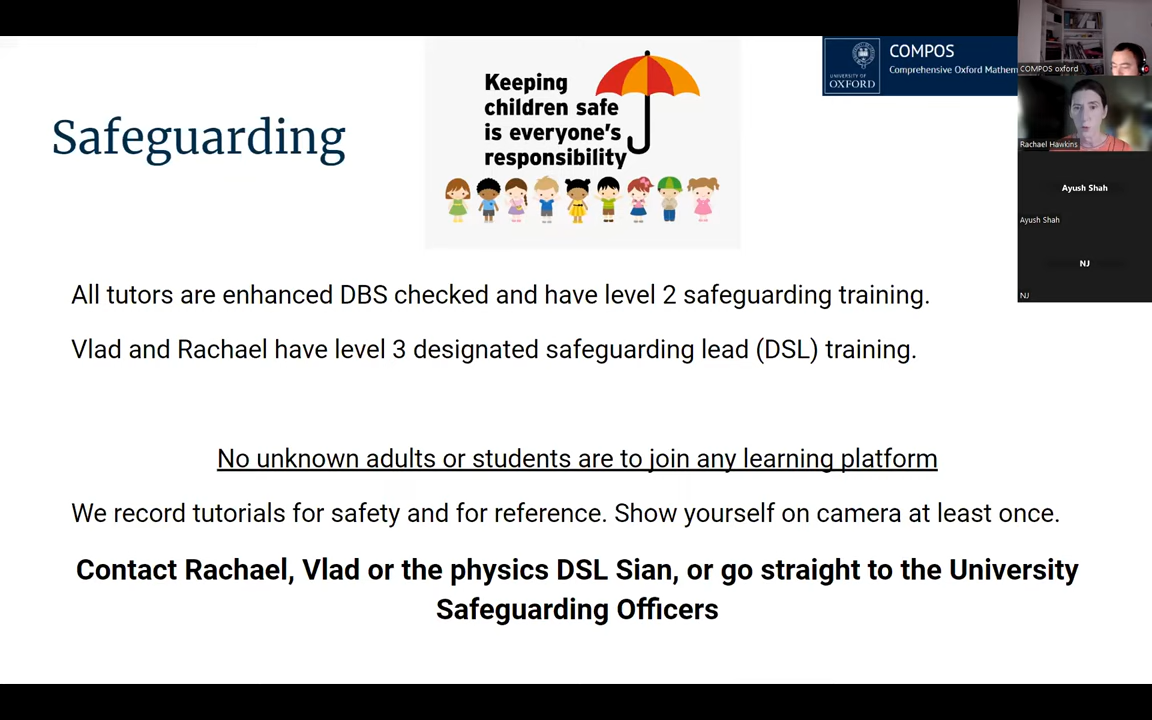 Safeguarding
Keeping
children safe
is everyone's
responsibility
UNIVERSITY OF
OXFORD
COMPOS
Comprehensive Oxford Mathem
COMPOS oxford
Rachael Hawkins
Ayush Shah
Ayush Shah
NJ
NJ
All tutors are enhanced DBS checked and have level 2 safeguarding training.
Vlad and Rachael have level 3 designated safeguarding lead (DSL) training.
No unknown adults or students are to join any learning platform
We record tutorials for safety and for reference. Show yourself on camera at least once.
Contact Rachael, Vlad or the physics DSL Sian, or go straight to the University
Safeguarding Officers